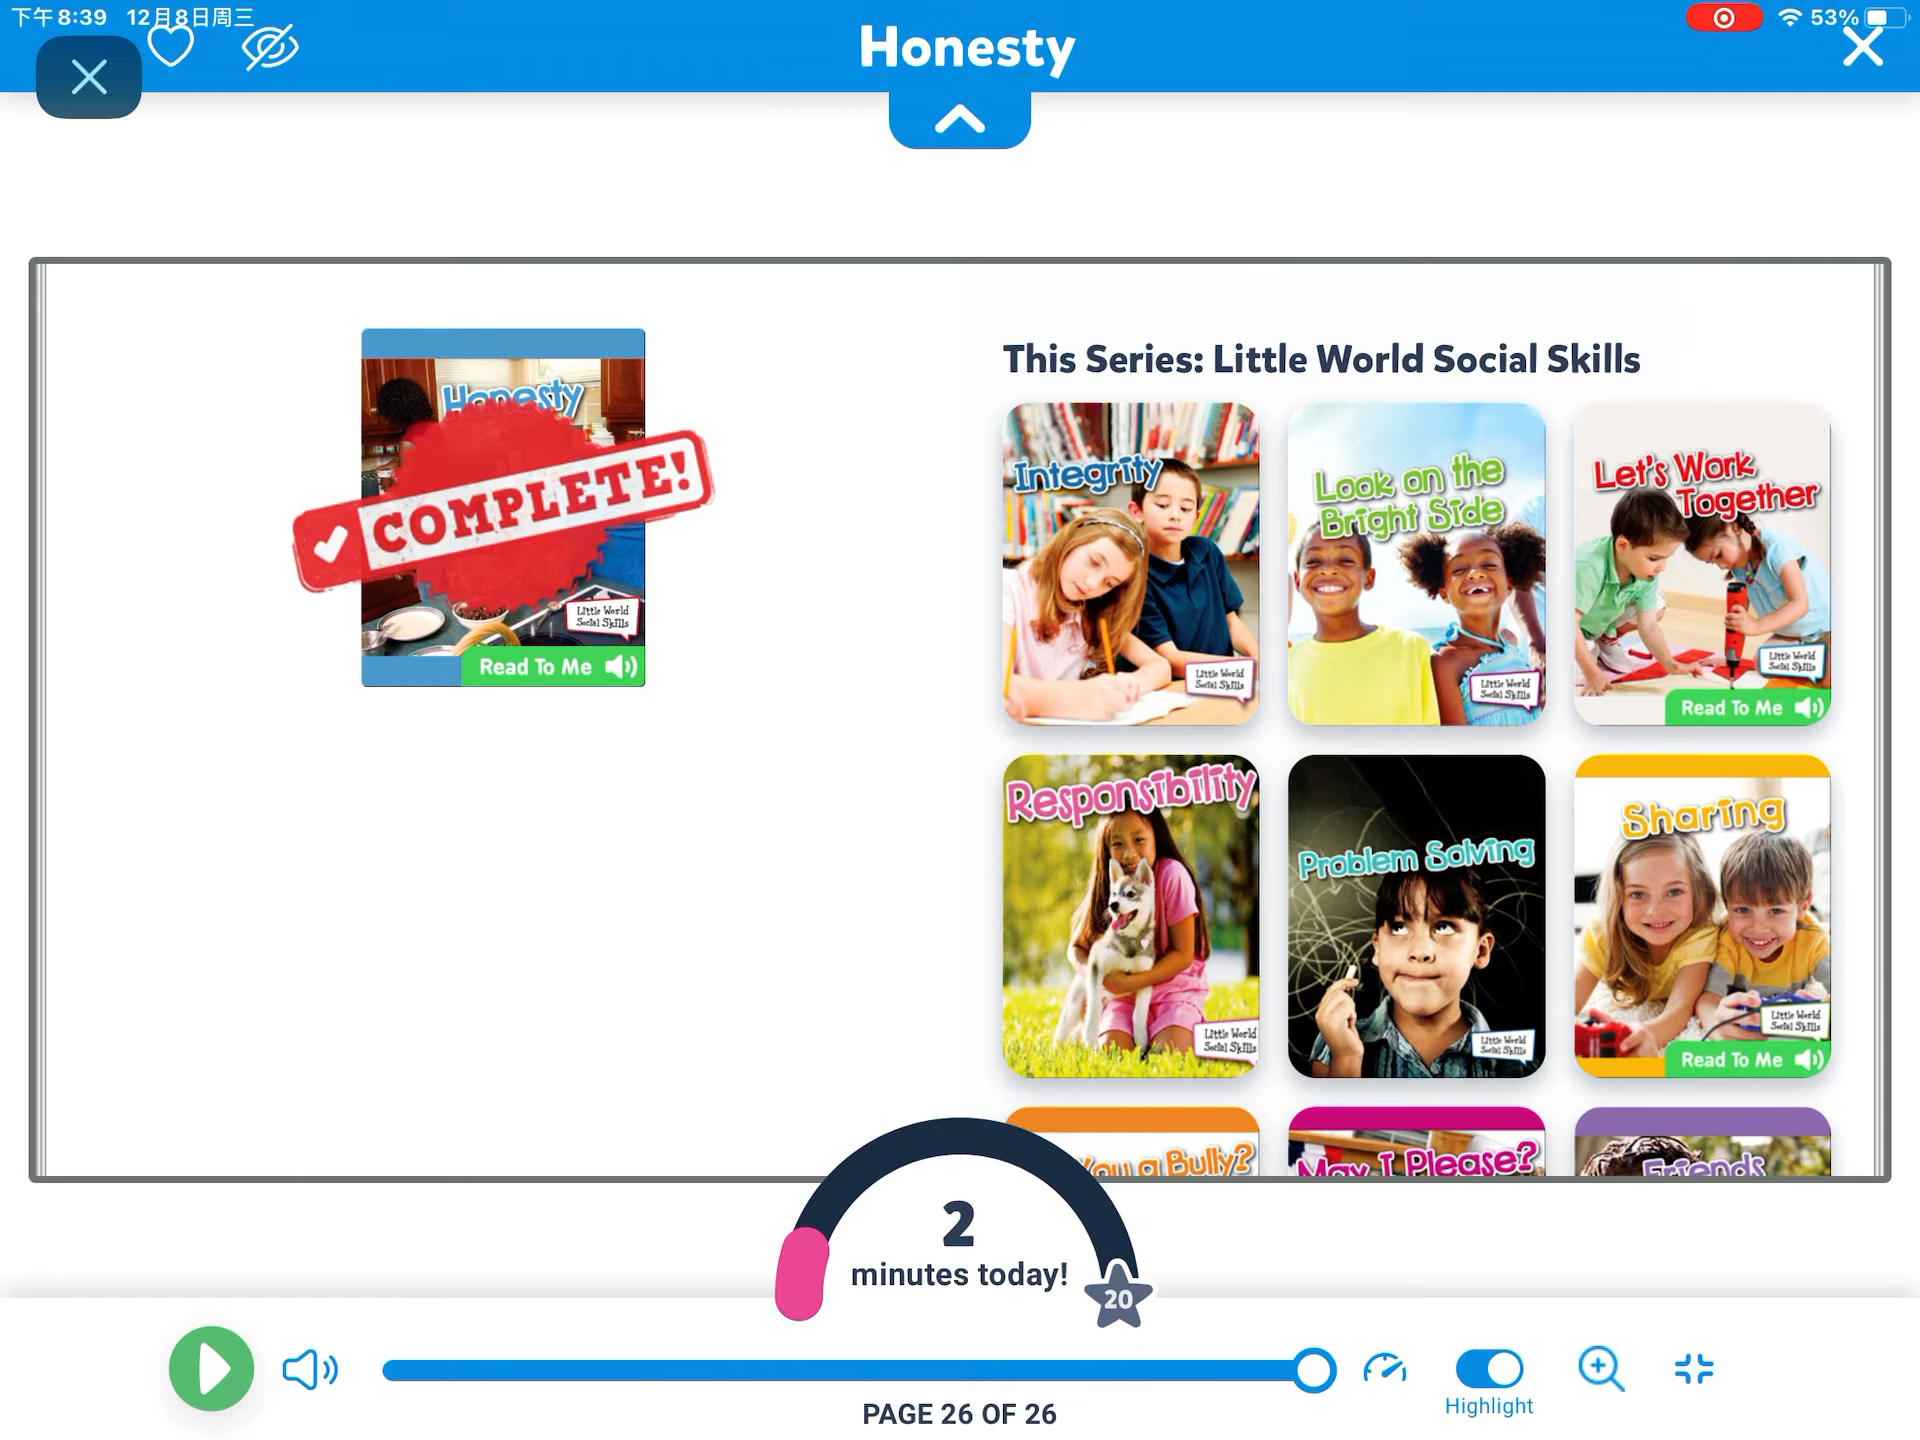 下午8:39 12月8日周三
53%
Honesty
Honesty
COMPLETE!
Little World
Social Skills
Read To Me
This Series: Little World Social Skills
Integrity
Little World
Social Skills
Look on the
Bright Side
Little World
Social Skills
Let's Work
Together
Little World
Social Skills
Read To Me
Responsibility
Little World
Social Skills
Problem Solving
Little World
Social Skills
Sharing
Little World
Social Skills
Read To Me
You a Bully?
May I Please?
Friends
2
minutes today!
20
Highlight
PAGE 26 OF 26